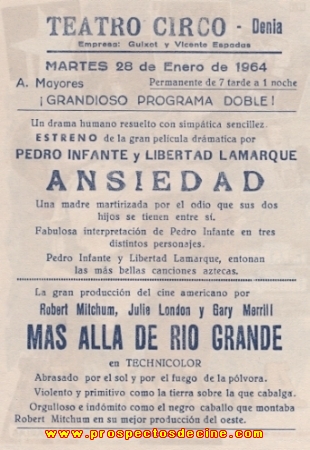 TEATRO CIRCO - Denia
Empresa: Guixot y Vicente Espadas
MARTES 28 de Enero de 1964
A. Mayores Permanente de 7 tarde a 1 noche
¡GRANDIOSO PROGRAMA DOBLE!
Un drama humano resuelto con simpática sencillez
ESTRENO de la gran película dramática por
PEDRO INFANTE y LIBERTAD LAMARQUE
ANSIEDAD
Una madre martirizada por el odio que sus dos
hijos se tienen entre sí.
Fabulosa interpretación de Pedro Infante en tres
distintos personajes.
Pedro Infante y Libertad Lamarque, entonan
las más bellas canciones aztecas.
La gran producción del cine americano por
Robert Mitchum, Julie London y Gary Merrill
MAS ALLA DE RIO GRANDE
en TECHNICOLOR
Abrasado por el sol y por el fuego de la pólvora.
Violento y primitivo como la tierra sobre la que cabalga.
Orgulloso e indómito como el negro caballo que montaba
Robert Mitchum en su mejor producción del oeste.
www.prospectosdecine.com